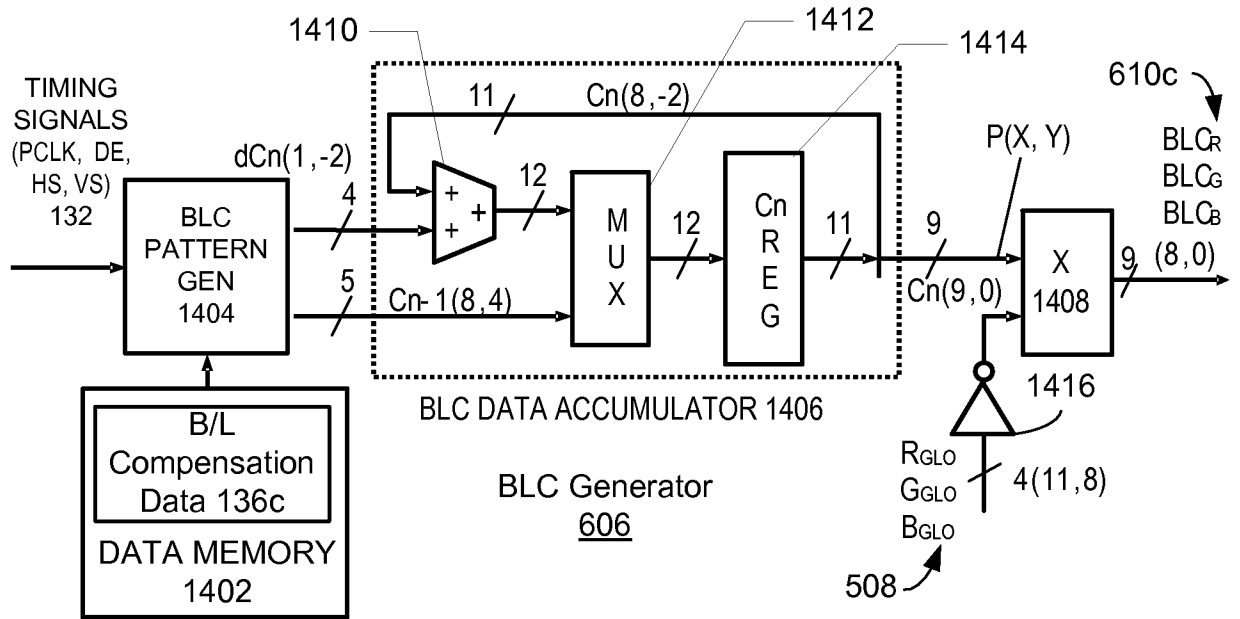 1410
1412
1414
610c
TIMING
SIGNALS
(PCLK, DE,
HS, VS)
132
dCn(1,-2)
4
BLC
PATTERN
GEN
1404
5
Cn-1(8,4)
11
Cn(8,-2)
+
+
+
12
M
U
X
12
Cn
R
E
G
11
9
Cn(9,0)
P(X, Y)
X
1408
BLCR
BLCG
BLCB
9
(8,0)
BLC DATA ACCUMULATOR 1406
1416
B/L
Compensation
Data 136c
DATA MEMORY
1402
BLC Generator
606
RGLO
GGLO
BGLO
4(11,8)
508